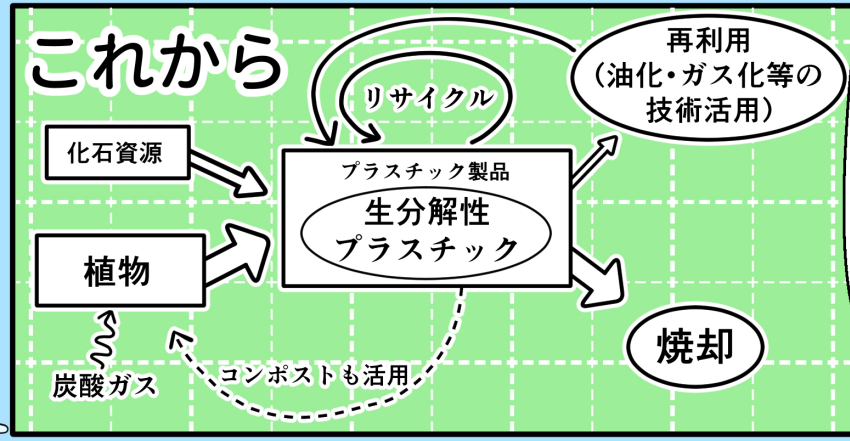 これから
再利用
（油化・ガス化等の
技術活用）
リサイクル
化石資源
プラスチック製品
生分解性
プラスチック
植物
焼却
コンポストも活用
炭酸ガス